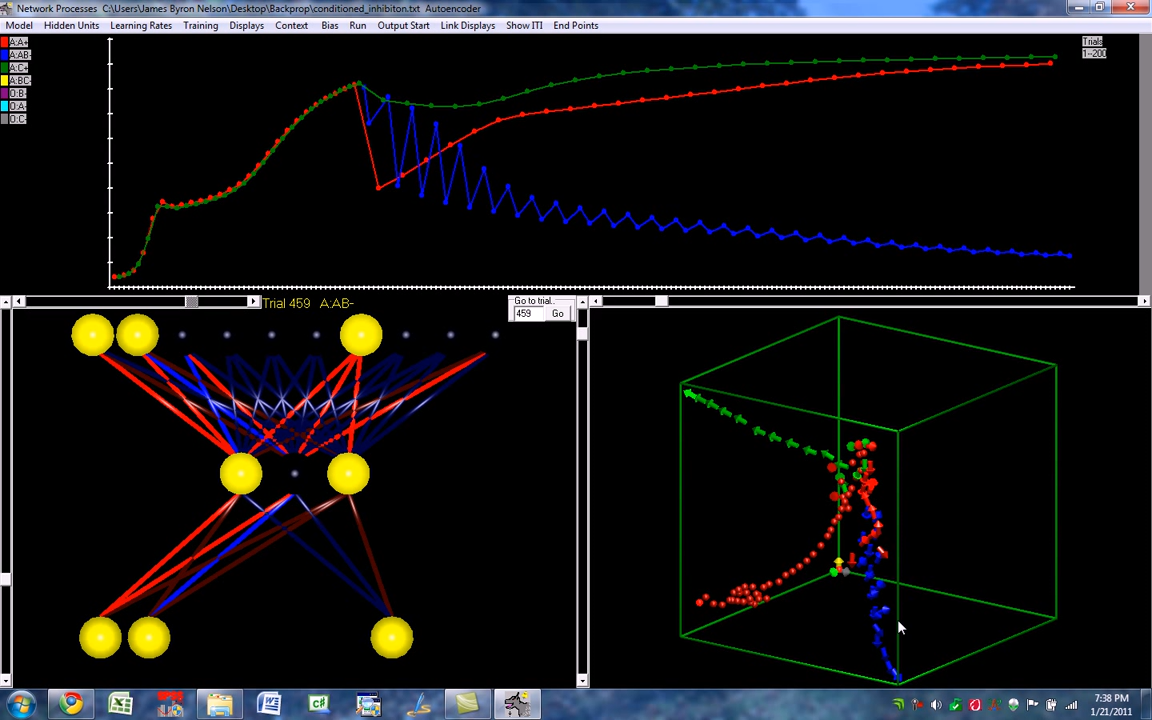 Network Processes C:\Users\James Byron Nelson\Desktop\Backprop\conditioned_inhibiton.txt Autoencoder
Model Hidden Units Learning Rates Training Displays Context Bias Run Output Start Link Displays Show ITI End Points
A:A+
A:AB-
A:C+
A:BC-
O:B-
O:A-
O:C-
Trials
1--200
Trial 459 A:AB-
Go to trial..
459 Go
7:38 PM
1/21/2011